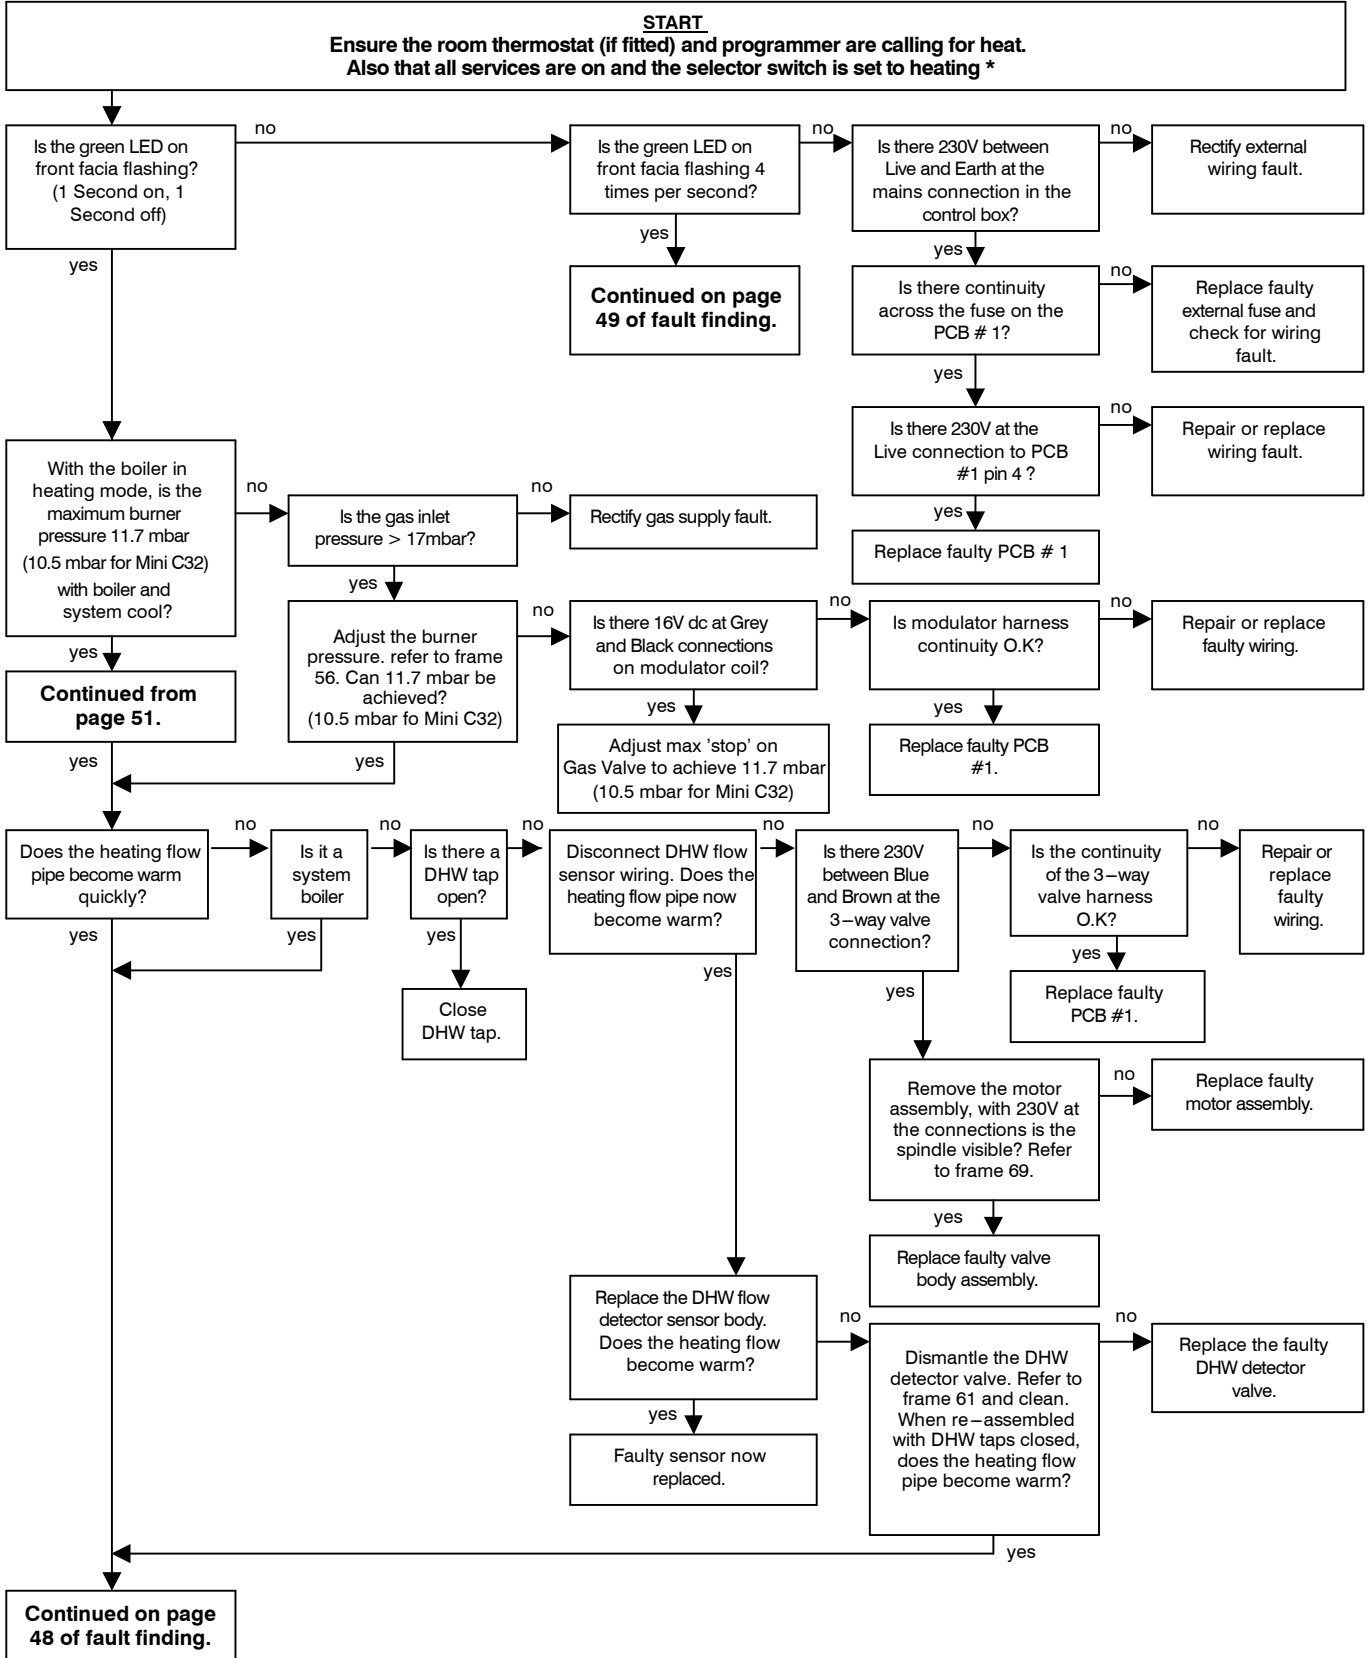 START
Ensure the room thermostat (if fitted) and programmer are calling for heat.
Also that all services are on and the selector switch is set to heating *
Is the green LED on
front facia flashing?
(1 Second on, 1
Second off)
no
Is the green LED on
front facia flashing 4
times per second?
no
Is there 230V between
Live and Earth at the
mains connection in the
control box?
no
Rectify external
wiring fault.
yes
yes
yes
Continued on page
49 of fault finding.
Is there continuity
across the fuse on the
PCB # 1?
no
Replace faulty
external fuse and
check for wiring
fault.
yes
Is there 230V at the
Live connection to PCB
#1 pin 4 ?
no
Repair or replace
wiring fault.
yes
Replace faulty PCB # 1
With the boiler in
heating mode, is the
maximum burner
pressure 11.7 mbar
(10.5 mbar for Mini C32)
with boiler and
system cool?
no
Is the gas inlet
pressure > 17mbar?
no
Rectify gas supply fault.
yes
yes
Adjust the burner
pressure. refer to frame
56. Can 11.7 mbar be
achieved?
(10.5 mbar fo Mini C32)
no
Is there 16V dc at Grey
and Black connections
on modulator coil?
no
Is modulator harness
continuity O.K?
no
Repair or replace
faulty wiring.
Continued from
page 51.
yes
yes
yes
Adjust max 'stop' on
Gas Valve to achieve 11.7 mbar
(10.5 mbar for Mini C32)
yes
Replace faulty PCB
#1.
Does the heating flow
pipe become warm
quickly?
no
Is it a
system
boiler
no
Is there a
DHW tap
open?
no
Disconnect DHW flow
sensor wiring. Does the
heating flow pipe now
become warm?
no
Is there 230V
between Blue
and Brown at the
3-way valve
connection?
no
Is the continuity
of the 3-way
valve harness
O.K?
no
Repair or
replace
faulty
wiring.
yes
yes
yes
Close
DHW tap.
yes
yes
yes
Replace faulty
PCB #1.
Remove the motor
assembly, with 230V at
the connections is the
spindle visible? Refer
to frame 69.
no
Replace faulty
motor assembly.
yes
Replace faulty valve
body assembly.
Replace the DHW flow
detector sensor body.
Does the heating flow
become warm?
no
Dismantle the DHW
detector valve. Refer to
frame 61 and clean.
When re-assembled
with DHW taps closed,
does the heating flow
pipe become warm?
no
Replace the faulty
DHW detector
valve.
yes
Faulty sensor now
replaced.
yes
Continued on page
48 of fault finding.